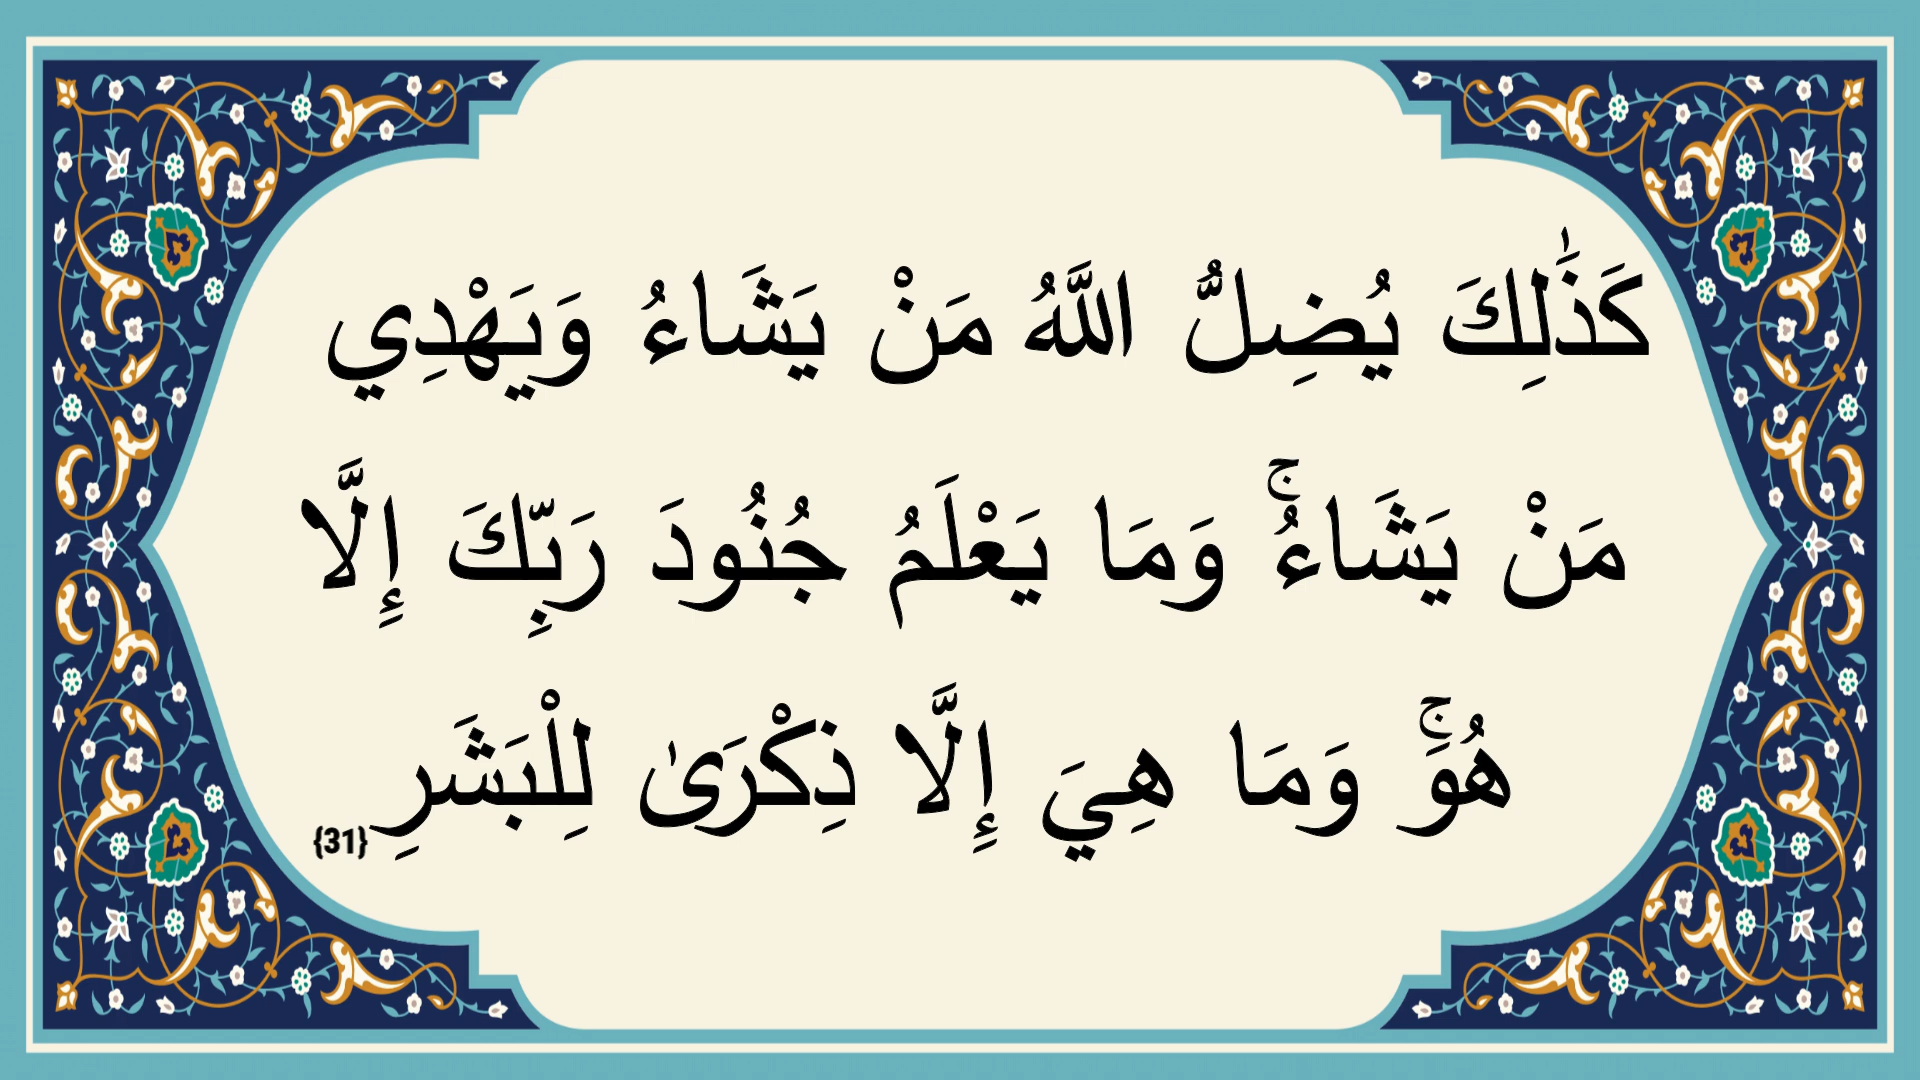 كَذَٰلِكَ يُضِلُّ اللَّهُ مَنْ يَشَاءُ وَيَهْدِي
مَنْ يَشَاءُ ۚ وَمَا يَعْلَمُ جُنُودَ رَبِّكَ إِلَّا
هُوَ ۚ وَمَا هِيَ إِلَّا ذِكْرَىٰ لِلْبَشَرِ {31}